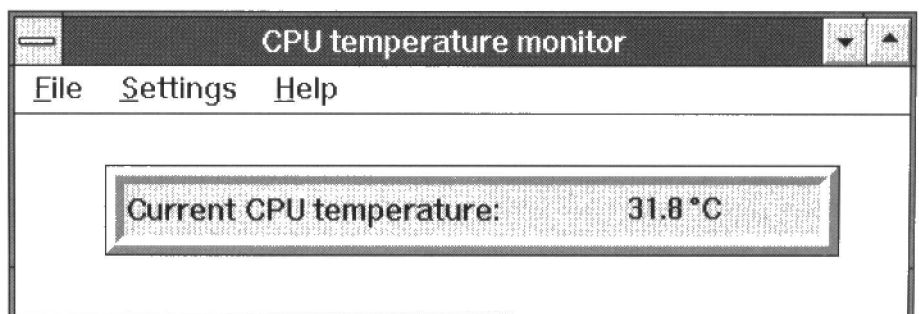 CPU temperature monitor
File Settings Help
Current CPU temperature: 31.8°C